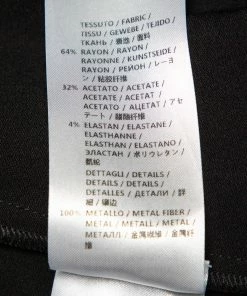 TESSUTO / FABRIC /
TISSU / GEWEBE / TEJIDO /
ТКАНЬ / 裏地 / 面料
64% RAYON / RAYON /
RAYONNE / KUNSTSEIDE /
RAYON / РЕЙОН / レーヨ
ン / 粘胶纤维
32% ACETATO / ACETATE /
ACETATE / ACETAT /
ACETATO / АЦЕТАТ / アセ
テート / 醋酯纤维
4% ELASTAN / ELASTANE /
ELASTHANNE /
ELASTHAN / ELASTANO /
ЭЛАСТАН / ポリウレタン /
氨纶
DETTAGLI / DETAILS /
DETAILS / DETAILS /
DETALLES / ДЕТАЛИ / 詳
細 /
100% METALLO / METAL FIBER /
METAL / METALL / METAL /
МЕТАЛЛ / 金属繊維 / 金
属纤维